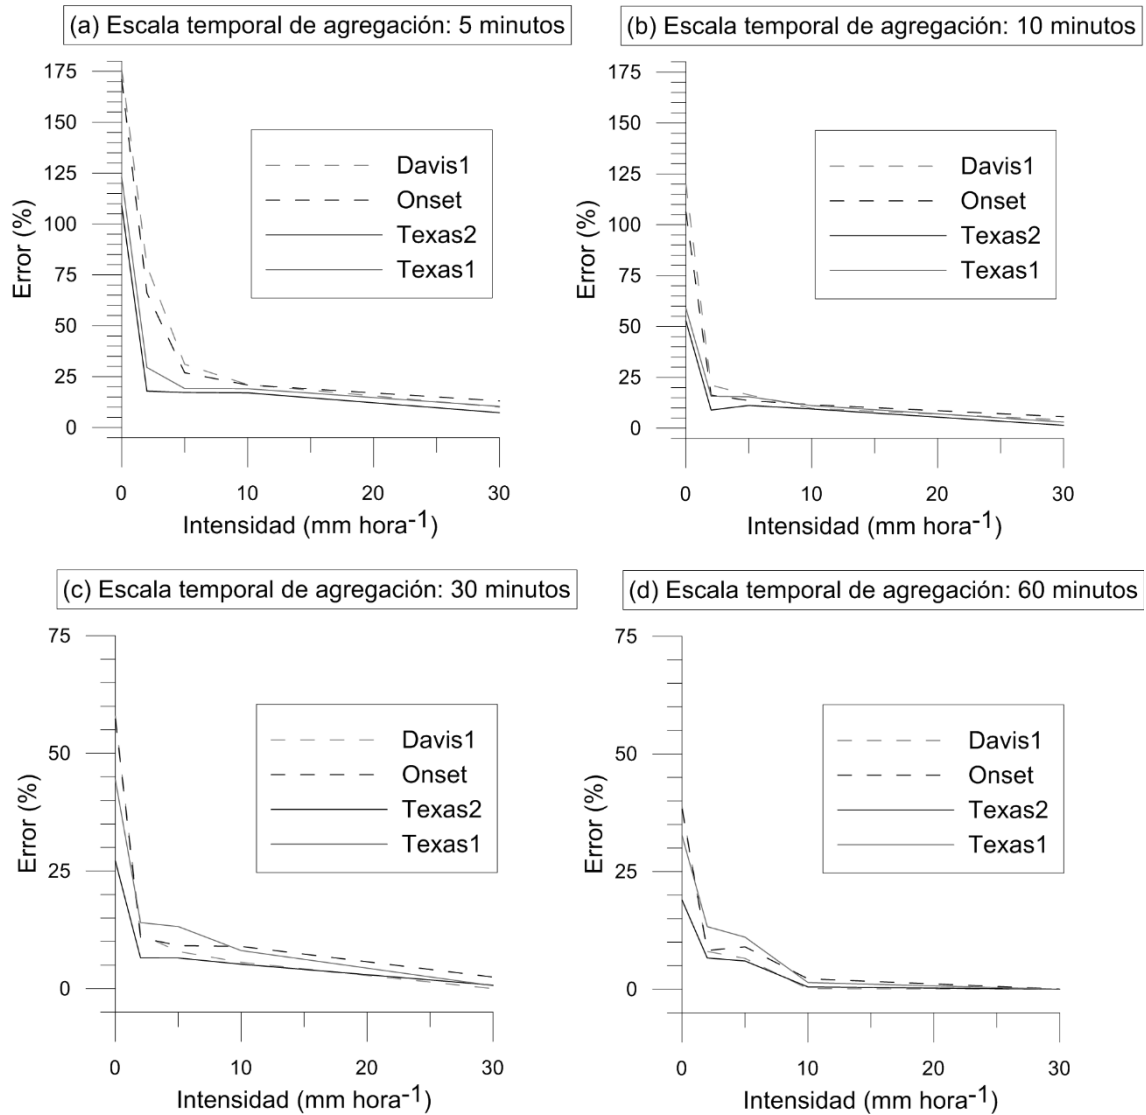 (a) Escala temporal de agregación: 5 minutos
175
150
125
100
75
50
25
0
Error (%)
Davis1
Onset
Texas2
Texas1
0 10 20 30
Intensidad (mm hora-1)
(b) Escala temporal de agregación: 10 minutos
175
150
125
100
75
50
25
0
Error (%)
Davis1
Onset
Texas2
Texas1
0 10 20 30
Intensidad (mm hora-1)
(c) Escala temporal de agregación: 30 minutos
75
50
25
0
Error (%)
Davis1
Onset
Texas2
Texas1
0 10 20 30
Intensidad (mm hora-1)
(d) Escala temporal de agregación: 60 minutos
75
50
25
0
Error (%)
Davis1
Onset
Texas2
Texas1
0 10 20 30
Intensidad (mm hora-1)